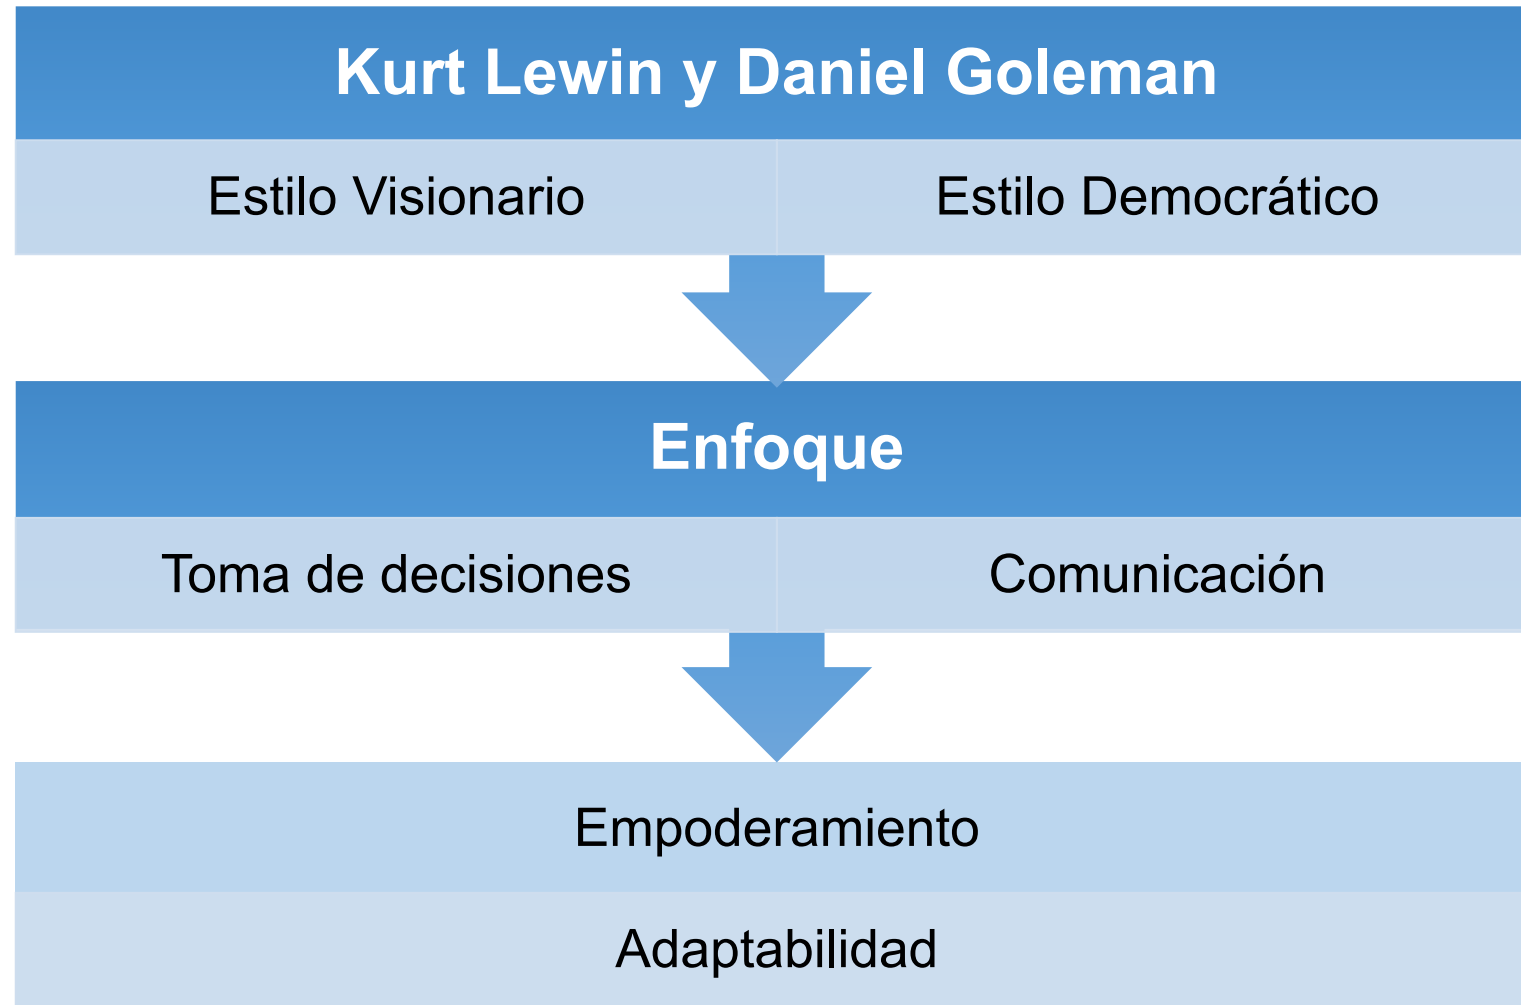 Kurt Lewin y Daniel Goleman
Estilo Visionario
Estilo Democrático
Enfoque
Toma de decisiones
Comunicación
Empoderamiento
Adaptabilidad